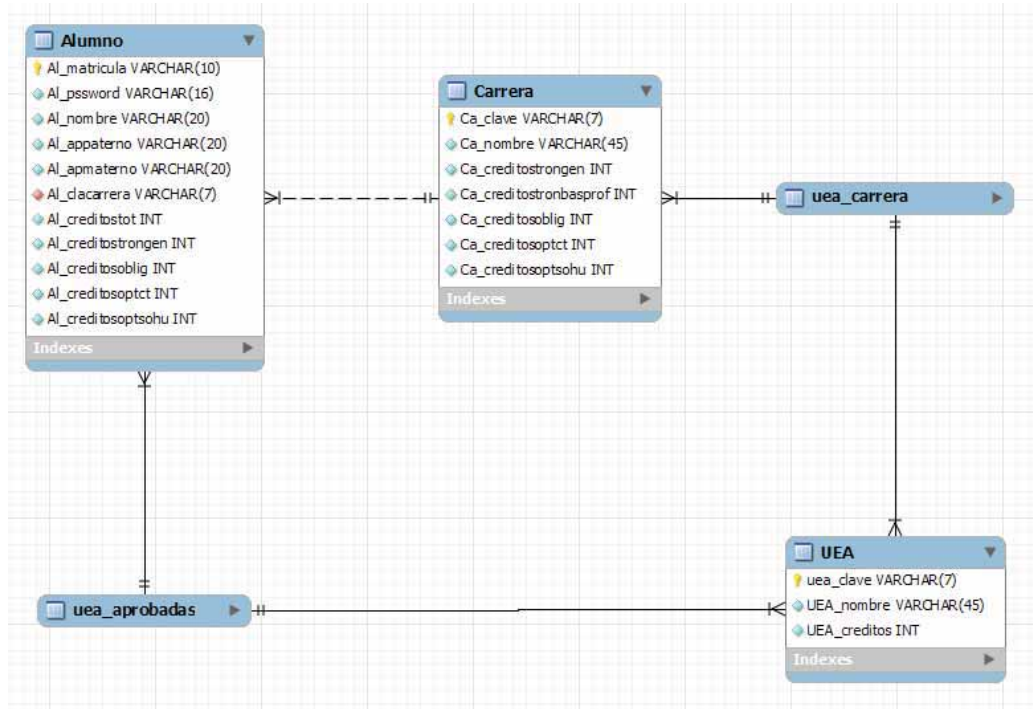 Alumno
Al_matricula VARCHAR(10)
Al_pssword VARCHAR(16)
Al_nombre VARCHAR(20)
Al_appaterno VARCHAR(20)
Al_apmaterno VARCHAR(20)
Al_clacarrera VARCHAR(7)
Al_creditostot INT
Al_creditostrongen INT
Al_creditosoblig INT
Al_creditosoptct INT
Al_creditosoptsohu INT
Indexes
Carrera
Ca_clave VARCHAR(7)
Ca_nombre VARCHAR(45)
Ca_creditostrongen INT
Ca_creditostronbasprof INT
Ca_creditosoblig INT
Ca_creditosoptct INT
Ca_creditosoptsohu INT
Indexes
uea_carrera
uea_aprobadas
UEA
uea_clave VARCHAR(7)
UEA_nombre VARCHAR(45)
UEA_creditos INT
Indexes